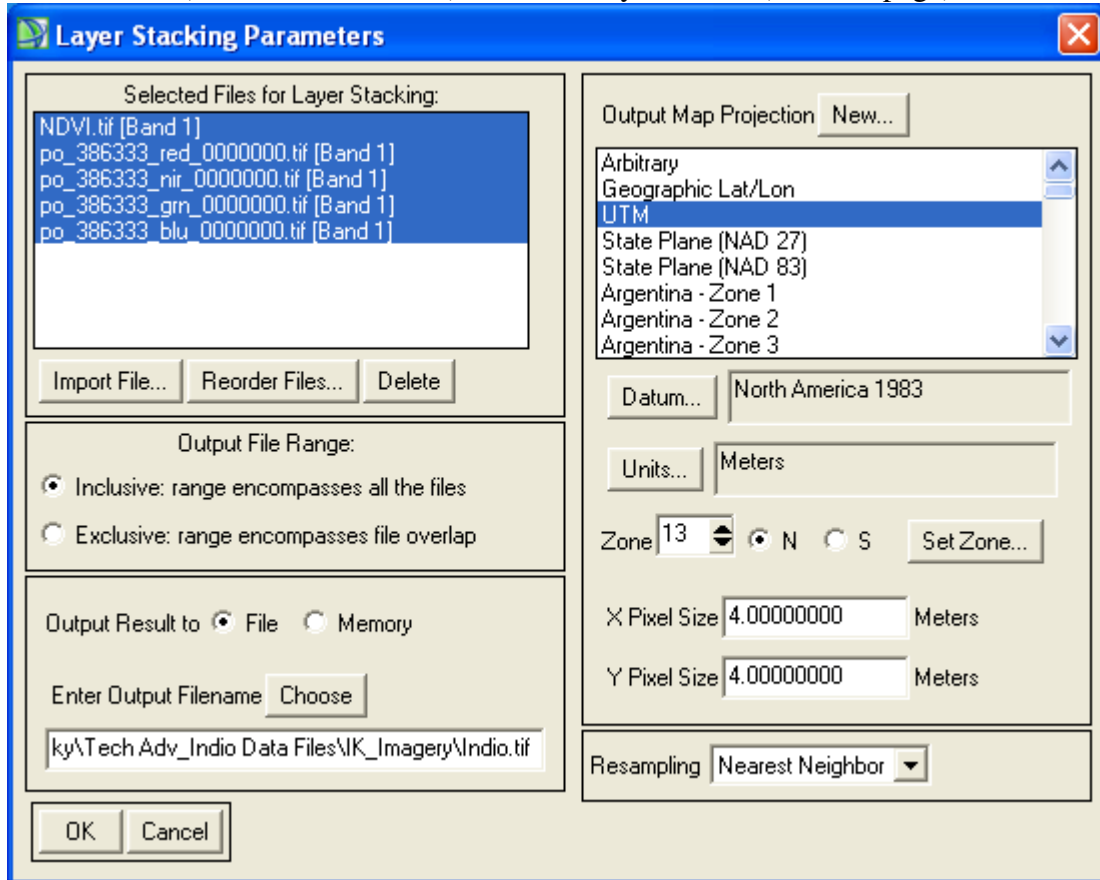 Layer Stacking Parameters
Selected Files for Layer Stacking:
NDVI.tif [Band 1]
po_386333_red_0000000.tif [Band 1]
po_386333_nir_0000000.tif [Band 1]
po_386333_grn_0000000.tif [Band 1]
po_386333_blu_0000000.tif [Band 1]
Import File...
Reorder Files...
Delete
Output File Range:
Inclusive: range encompasses all the files
Exclusive: range encompasses file overlap
Output Result to File Memory
Enter Output Filename Choose
ky\Tech Adv_Indio Data Files\IK_Imagery\Indio.tif
OK
Cancel
Output Map Projection New...
Arbitrary
Geographic Lat/Lon
UTM
State Plane (NAD 27)
State Plane (NAD 83)
Argentina - Zone 1
Argentina - Zone 2
Argentina - Zone 3
Datum... North America 1983
Units... Meters
Zone 13 N S Set Zone...
X Pixel Size 4.00000000 Meters
Y Pixel Size 4.00000000 Meters
Resampling Nearest Neighbor